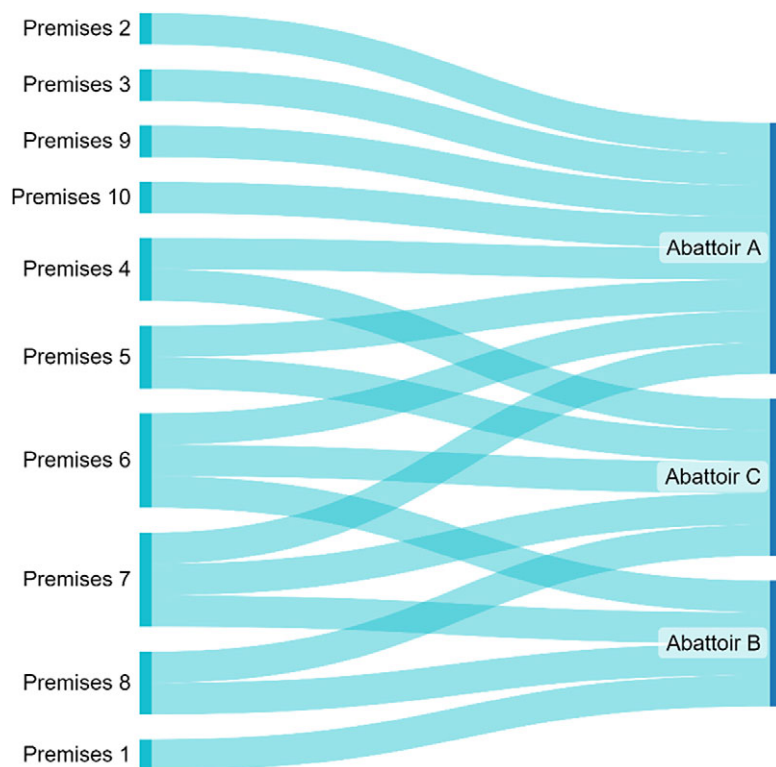 Premises 2
Premises 3
Premises 9
Premises 10
Premises 4
Premises 5
Premises 6
Premises 7
Premises 8
Premises 1
Abattoir A
Abattoir C
Abattoir B